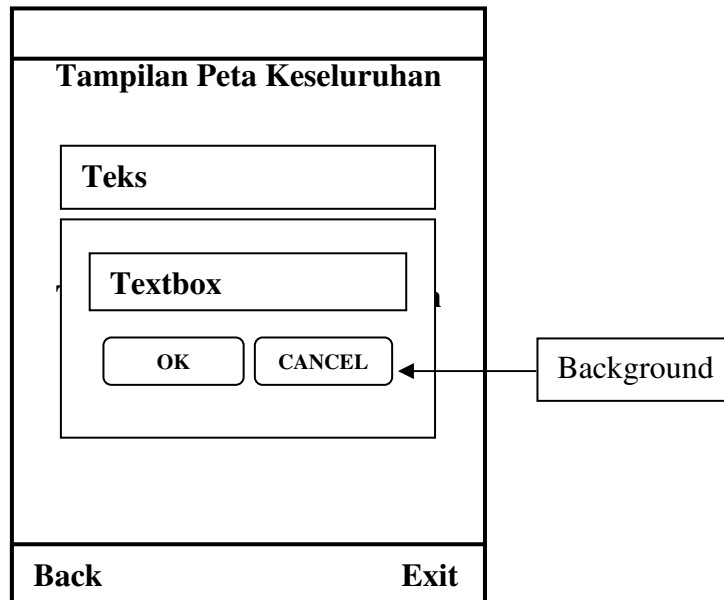 Tampilan Peta Keseluruhan
Teks
Textbox
OK CANCEL
Background
Back Exit